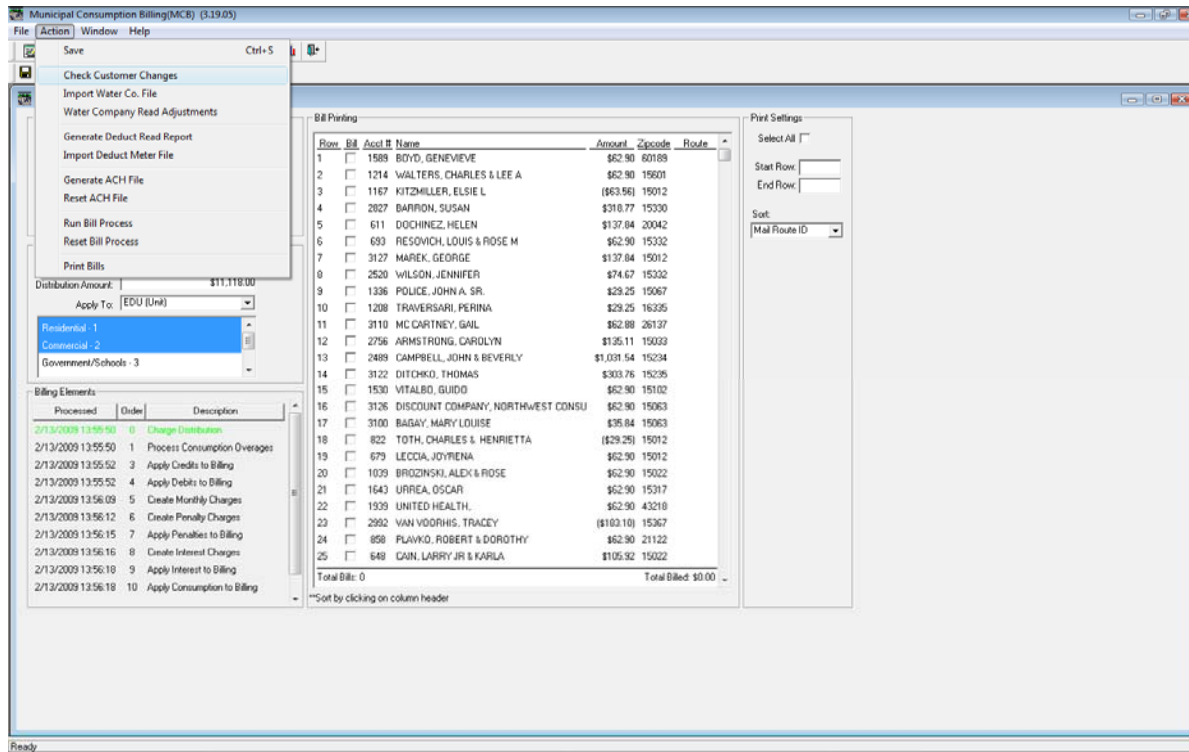 Municipal Consumption Billing(MCB) (3.19.05)
File Action Window Help
Save Ctrl+S
Check Customer Changes
Import Water Co. File
Water Company Read Adjustments
Generate Deduct Read Report
Import Deduct Meter File
Generate ACH File
Reset ACH File
Run Bill Process
Reset Bill Process
Print Bills
Distribution Amount: $11,118.00
Apply To: EDU (Unit)
Residential - 1
Commercial - 2
Government/Schools - 3
Billing Elements
Processed Order Description
2/13/2009 13:55:50 0 Charge Distribution
2/13/2009 13:55:50 1 Process Consumption Overages
2/13/2009 13:55:52 3 Apply Credits to Billing
2/13/2009 13:55:52 4 Apply Debits to Billing
2/13/2009 13:56:09 5 Create Monthly Charges
2/13/2009 13:56:12 6 Create Penalty Charges
2/13/2009 13:56:15 7 Apply Penalties to Billing
2/13/2009 13:56:16 8 Create Interest Charges
2/13/2009 13:56:18 9 Apply Interest to Billing
2/13/2009 13:56:18 10 Apply Consumption to Billing
Bill Printing
Row Bill Acct # Name Amount Zipcode Route
1 1589 BOYD, GENEVIEVE $62.90 60189
2 1214 WALTERS, CHARLES & LEE A $62.90 15601
3 1167 KITZMILLER, ELSIE L ($63.56) 15012
4 2827 BARRON, SUSAN $318.77 15330
5 611 DOCHINEZ, HELEN $137.84 20042
6 693 RESOVICH, LOUIS & ROSE M $62.90 15332
7 3127 MAREK, GEORGE $137.84 15012
8 2520 WILSON, JENNIFER $74.67 15332
9 1336 POLICE, JOHN A. SR. $29.25 15067
10 1208 TRAVERSARI, PERINA $29.25 16335
11 3110 MC CARTNEY, GAIL $62.88 26137
12 2756 ARMSTRONG, CAROLYN $135.11 15033
13 2489 CAMPBELL, JOHN & BEVERLY $1,031.54 15234
14 3122 DITCHKO, THOMAS $303.76 15235
15 1530 VITALBO, GUIDO $62.90 15102
16 3126 DISCOUNT COMPANY, NORTHWEST CONSU $62.90 15063
17 3100 BAGAY, MARY LOUISE $35.84 15063
18 822 TOTH, CHARLES & HENRIETTA ($29.25) 15012
19 679 LECCIA, JOYRENA $62.90 15012
20 1039 BROZINSKI, ALEX & ROSE $62.90 15022
21 1643 URREA, OSCAR $62.90 15317
22 1939 UNITED HEALTH, $62.90 43218
23 2992 VAN VOORHIS, TRACEY ($183.10) 15367
24 858 PLAVKO, ROBERT & DOROTHY $62.90 21122
25 648 CAIN, LARRY JR & KARLA $105.92 15022
Total Bills: 0 Total Billed: $0.00
**Sort by clicking on column header
Print Settings
Select All
Start Row:
End Row:
Sort:
Mail Route ID
Ready